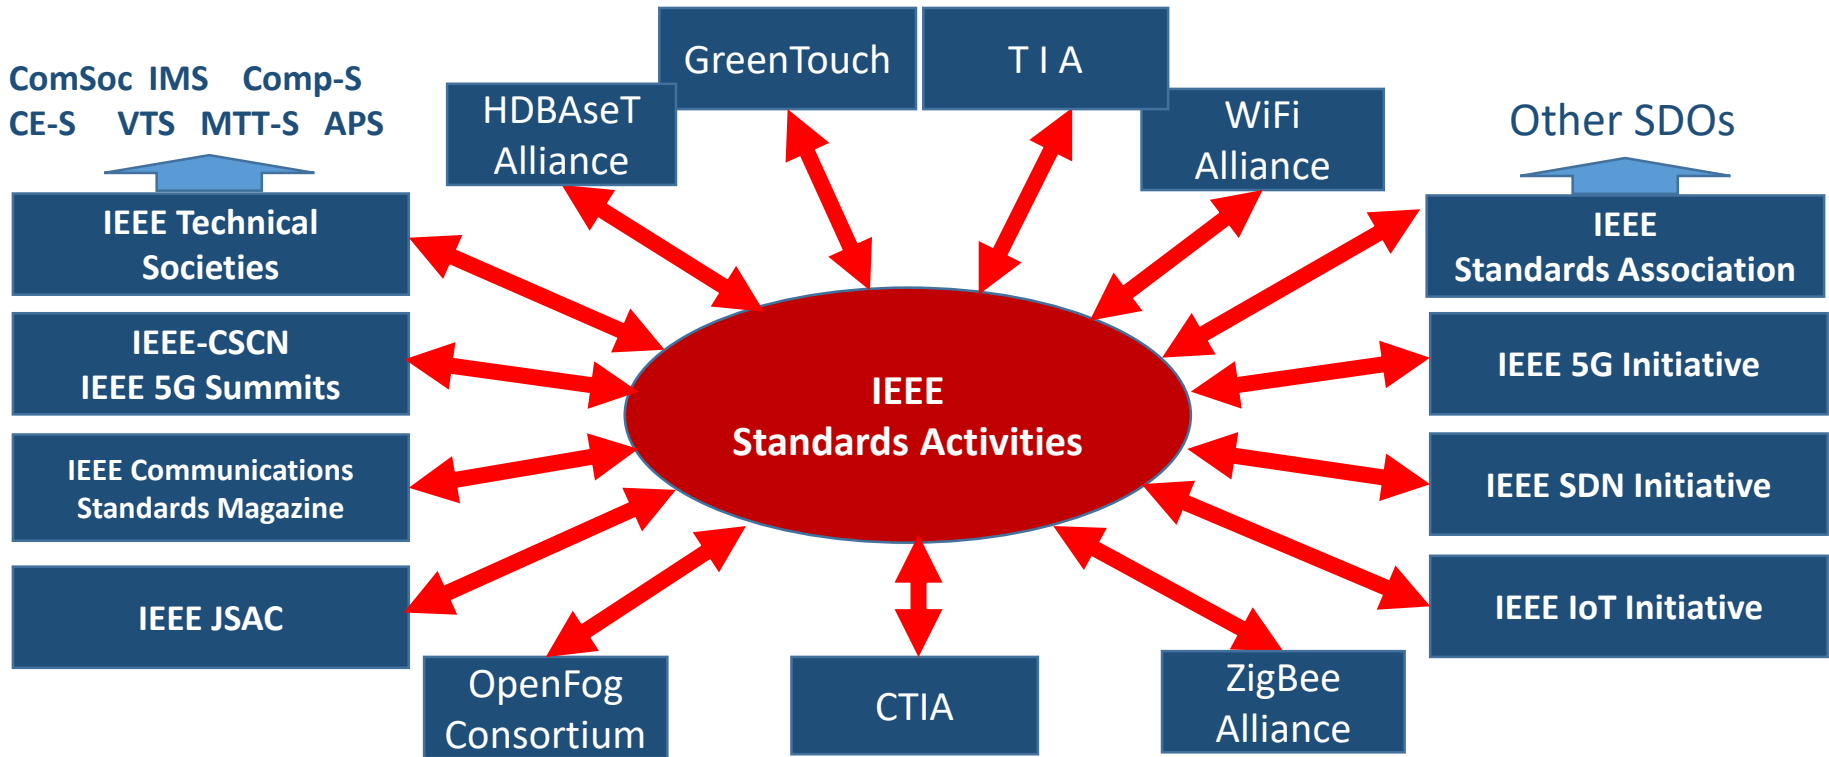 ComSoc IMS Comp-S
CE-S VTS MTT-S APS
IEEE Technical
Societies
IEEE-CSCN
IEEE 5G Summits
IEEE Communications
Standards Magazine
IEEE JSAC
HDBAseT
Alliance
GreenTouch
T I A
WiFi
Alliance
Other SDOs
IEEE
Standards Association
IEEE 5G Initiative
IEEE SDN Initiative
IEEE IoT Initiative
IEEE
Standards Activities
OpenFog
Consortium
CTIA
ZigBee
Alliance